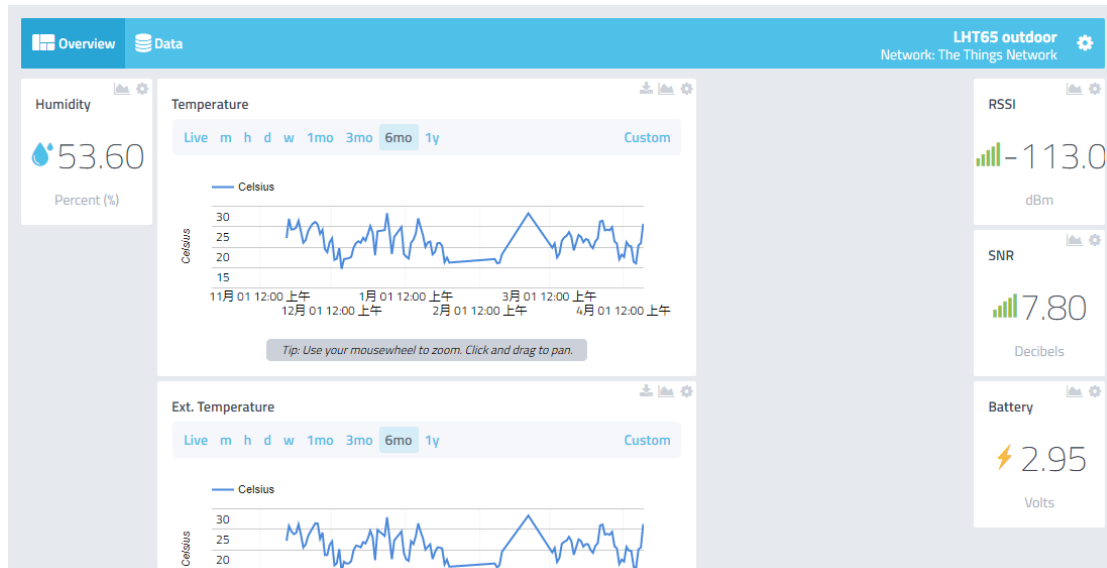 Overview
Data
LHT65 outdoor
Network: The Things Network
Humidity
53.60
Percent (%)
Temperature
Live m h d w 1mo 3mo 6mo 1y Custom
Celsius
Celsius
30
25
20
15
11月 01 12:00 上午 1月 01 12:00 上午 3月 01 12:00 上午
12月 01 12:00 上午 2月 01 12:00 上午 4月 01 12:00 上午
Tip: Use your mousewheel to zoom. Click and drag to pan.
Ext. Temperature
Live m h d w 1mo 3mo 6mo 1y Custom
Celsius
Celsius
30
25
20
RSSI
-113.0
dBm
SNR
7.80
Decibels
Battery
2.95
Volts